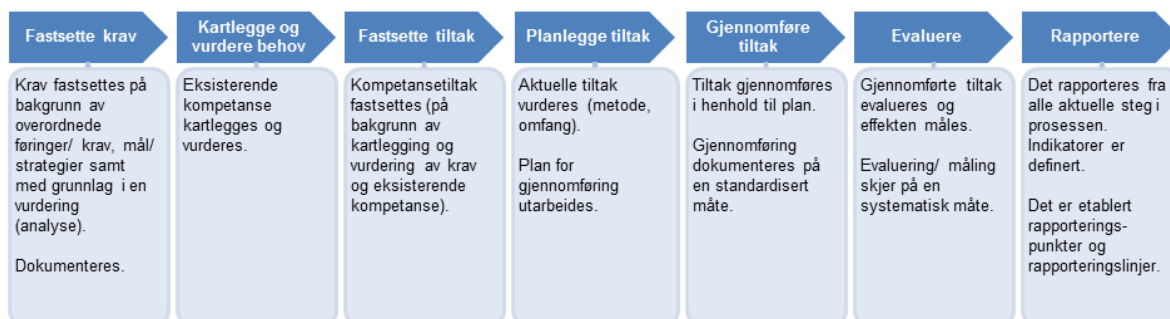 Fastsette krav
Krav fastsettes på
bakgrunn av
overordnede
føringer/ krav, mål/
strategier samt
med grunnlag i en
vurdering
(analyse).
Dokumenteres.
Kartlegge og
vurdere behov
Eksisterende
kompetanse
kartlegges og
vurderes.
Fastsette tiltak
Kompetansetiltak
fastsettes (på
bakgrunn av
kartlegging og
vurdering av krav
og eksisterende
kompetanse).
Planlegge tiltak
Aktuelle tiltak
vurderes (metode,
omfang).
Plan for
gjennomføring
utarbeides.
Gjennomføre
tiltak
Tiltak gjennomføres
i henhold til plan.
Gjennomføring
dokumenteres på
en standardisert
måte.
Evaluere
Gjennomførte tiltak
evalueres og
effekten måles.
Evaluering/ måling
skjer på en
systematisk måte.
Rapportere
Det rapporteres fra
alle aktuelle steg i
prosessen.
Indikatorer er
definert.
Det er etablert
rapporterings-
punkter og
rapporteringslinjer.